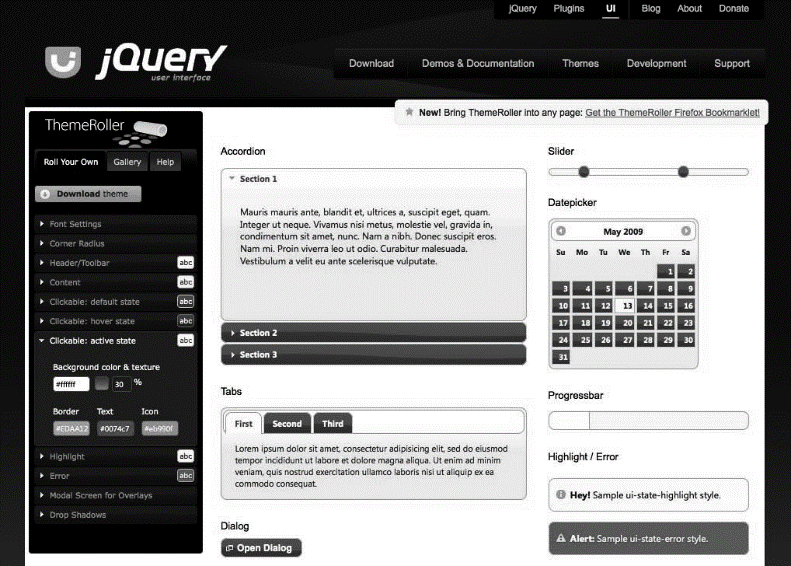 jQuery Plugins UI Blog About Donate
jQuery
user interface
Download Demos & Documentation Themes Development Support
New! Bring ThemeRoller into any page: Get the ThemeRoller Firefox Bookmarklet!
ThemeRoller
Roll Your Own Gallery Help
Download theme
Font Settings
Corner Radius
Header/Toolbar abc
Content abc
Clickable: default state abc
Clickable: hover state abc
Clickable: active state abc
Background color & texture
#ffffff 30 %
Border Text Icon
#EDAA12 #0074c7 #eb990f
Highlight abc
Error abc
Modal Screen for Overlays
Drop Shadows
Accordion
Section 1
Mauris mauris ante, blandit et, ultrices a, suscipit eget, quam.
Integer ut neque. Vivamus nisi metus, molestie vel, gravida in,
condimentum sit amet, nunc. Nam a nibh. Donec suscipit eros.
Nam mi. Proin viverra leo ut odio. Curabitur malesuada.
Vestibulum a velit eu ante scelerisque vulputate.
Section 2
Section 3
Tabs
First Second Third
Lorem ipsum dolor sit amet, consectetur adipisicing elit, sed do eiusmod
tempor incididunt ut labore et dolore magna aliqua. Ut enim ad minim
veniam, quis nostrud exercitation ullamco laboris nisi ut aliquip ex ea
commodo consequat.
Dialog
Open Dialog
Slider
Datepicker
May 2009
Su Mo Tu We Th Fr Sa
1 2
3 4 5 6 7 8 9
10 11 12 13 14 15 16
17 18 19 20 21 22 23
24 25 26 27 28 29 30
31
Progressbar
Highlight / Error
Hey! Sample ui-state-highlight style.
Alert: Sample ui-state-error style.